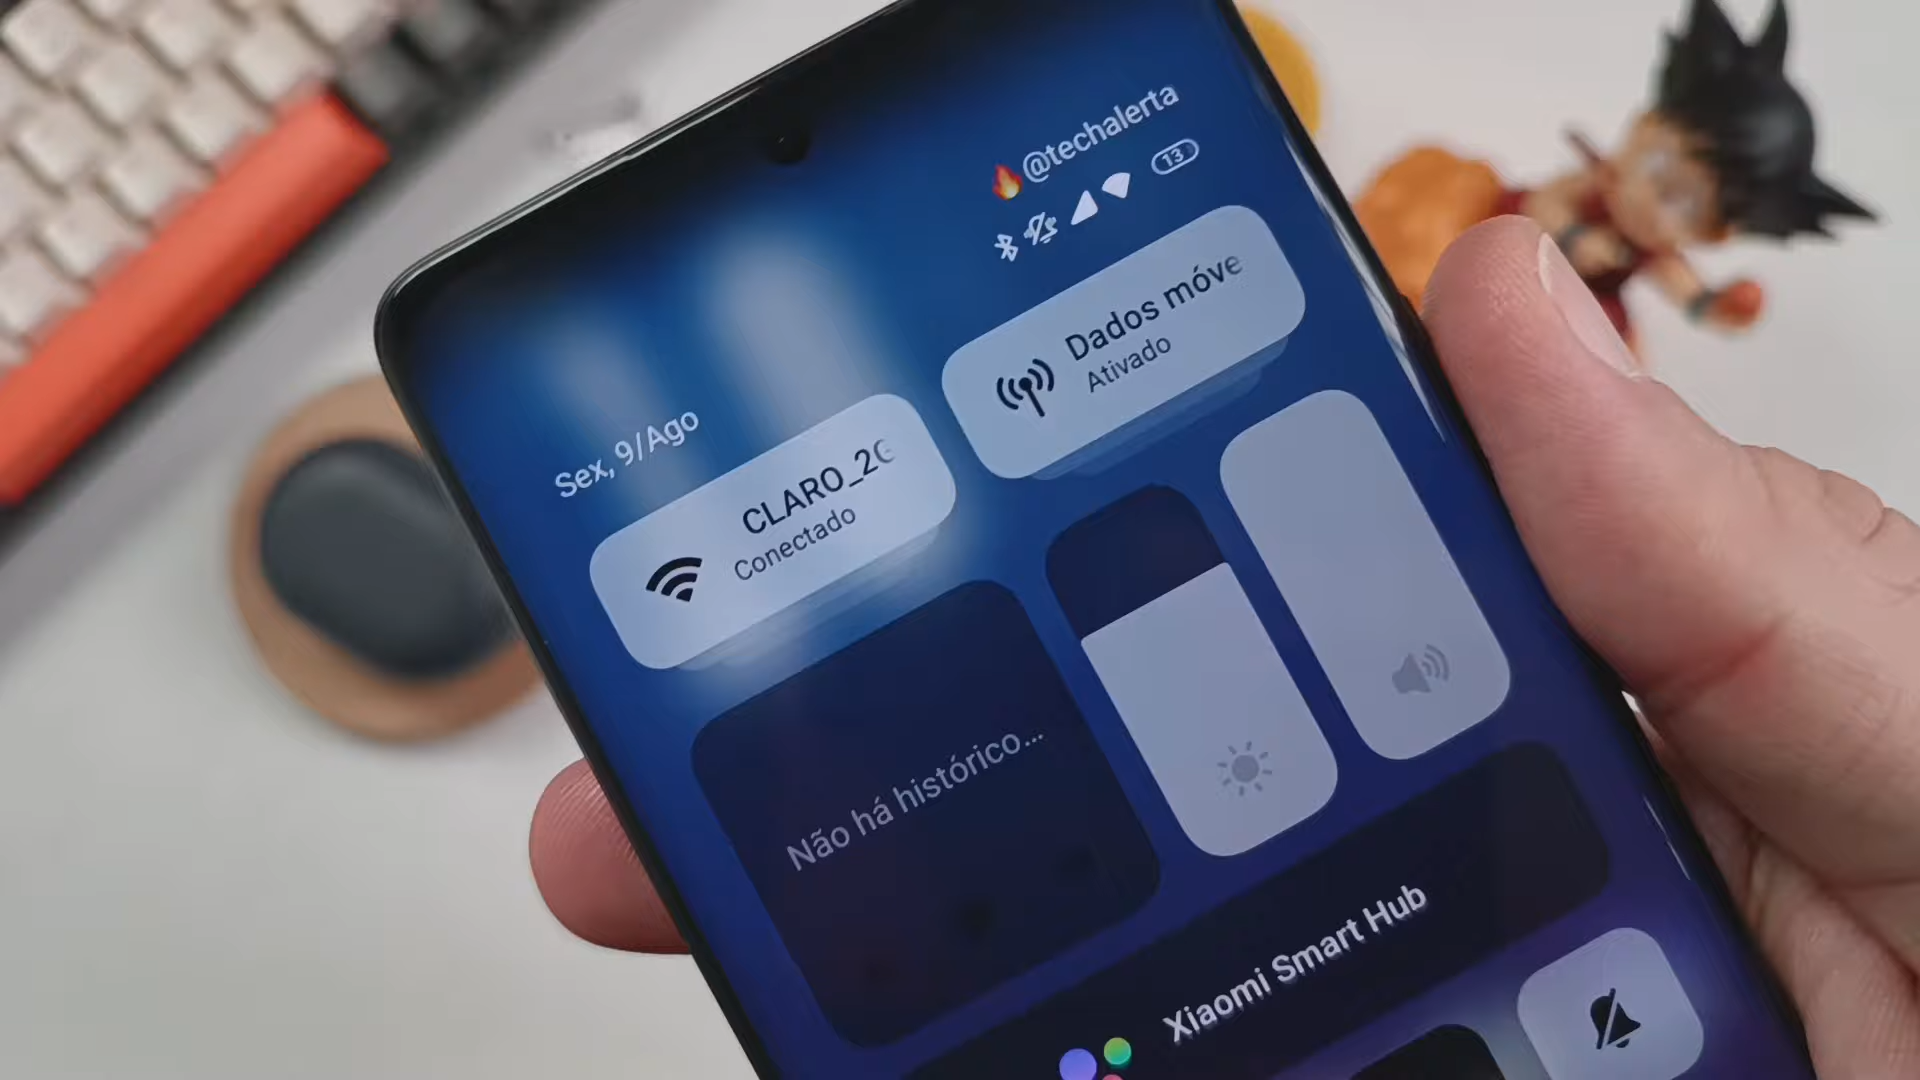 🔥@techalerta
13
Sex, 9/Ago
CLARO_2G
Conectado
Dados móve
Ativado
Não há histórico...
Xiaomi Smart Hub